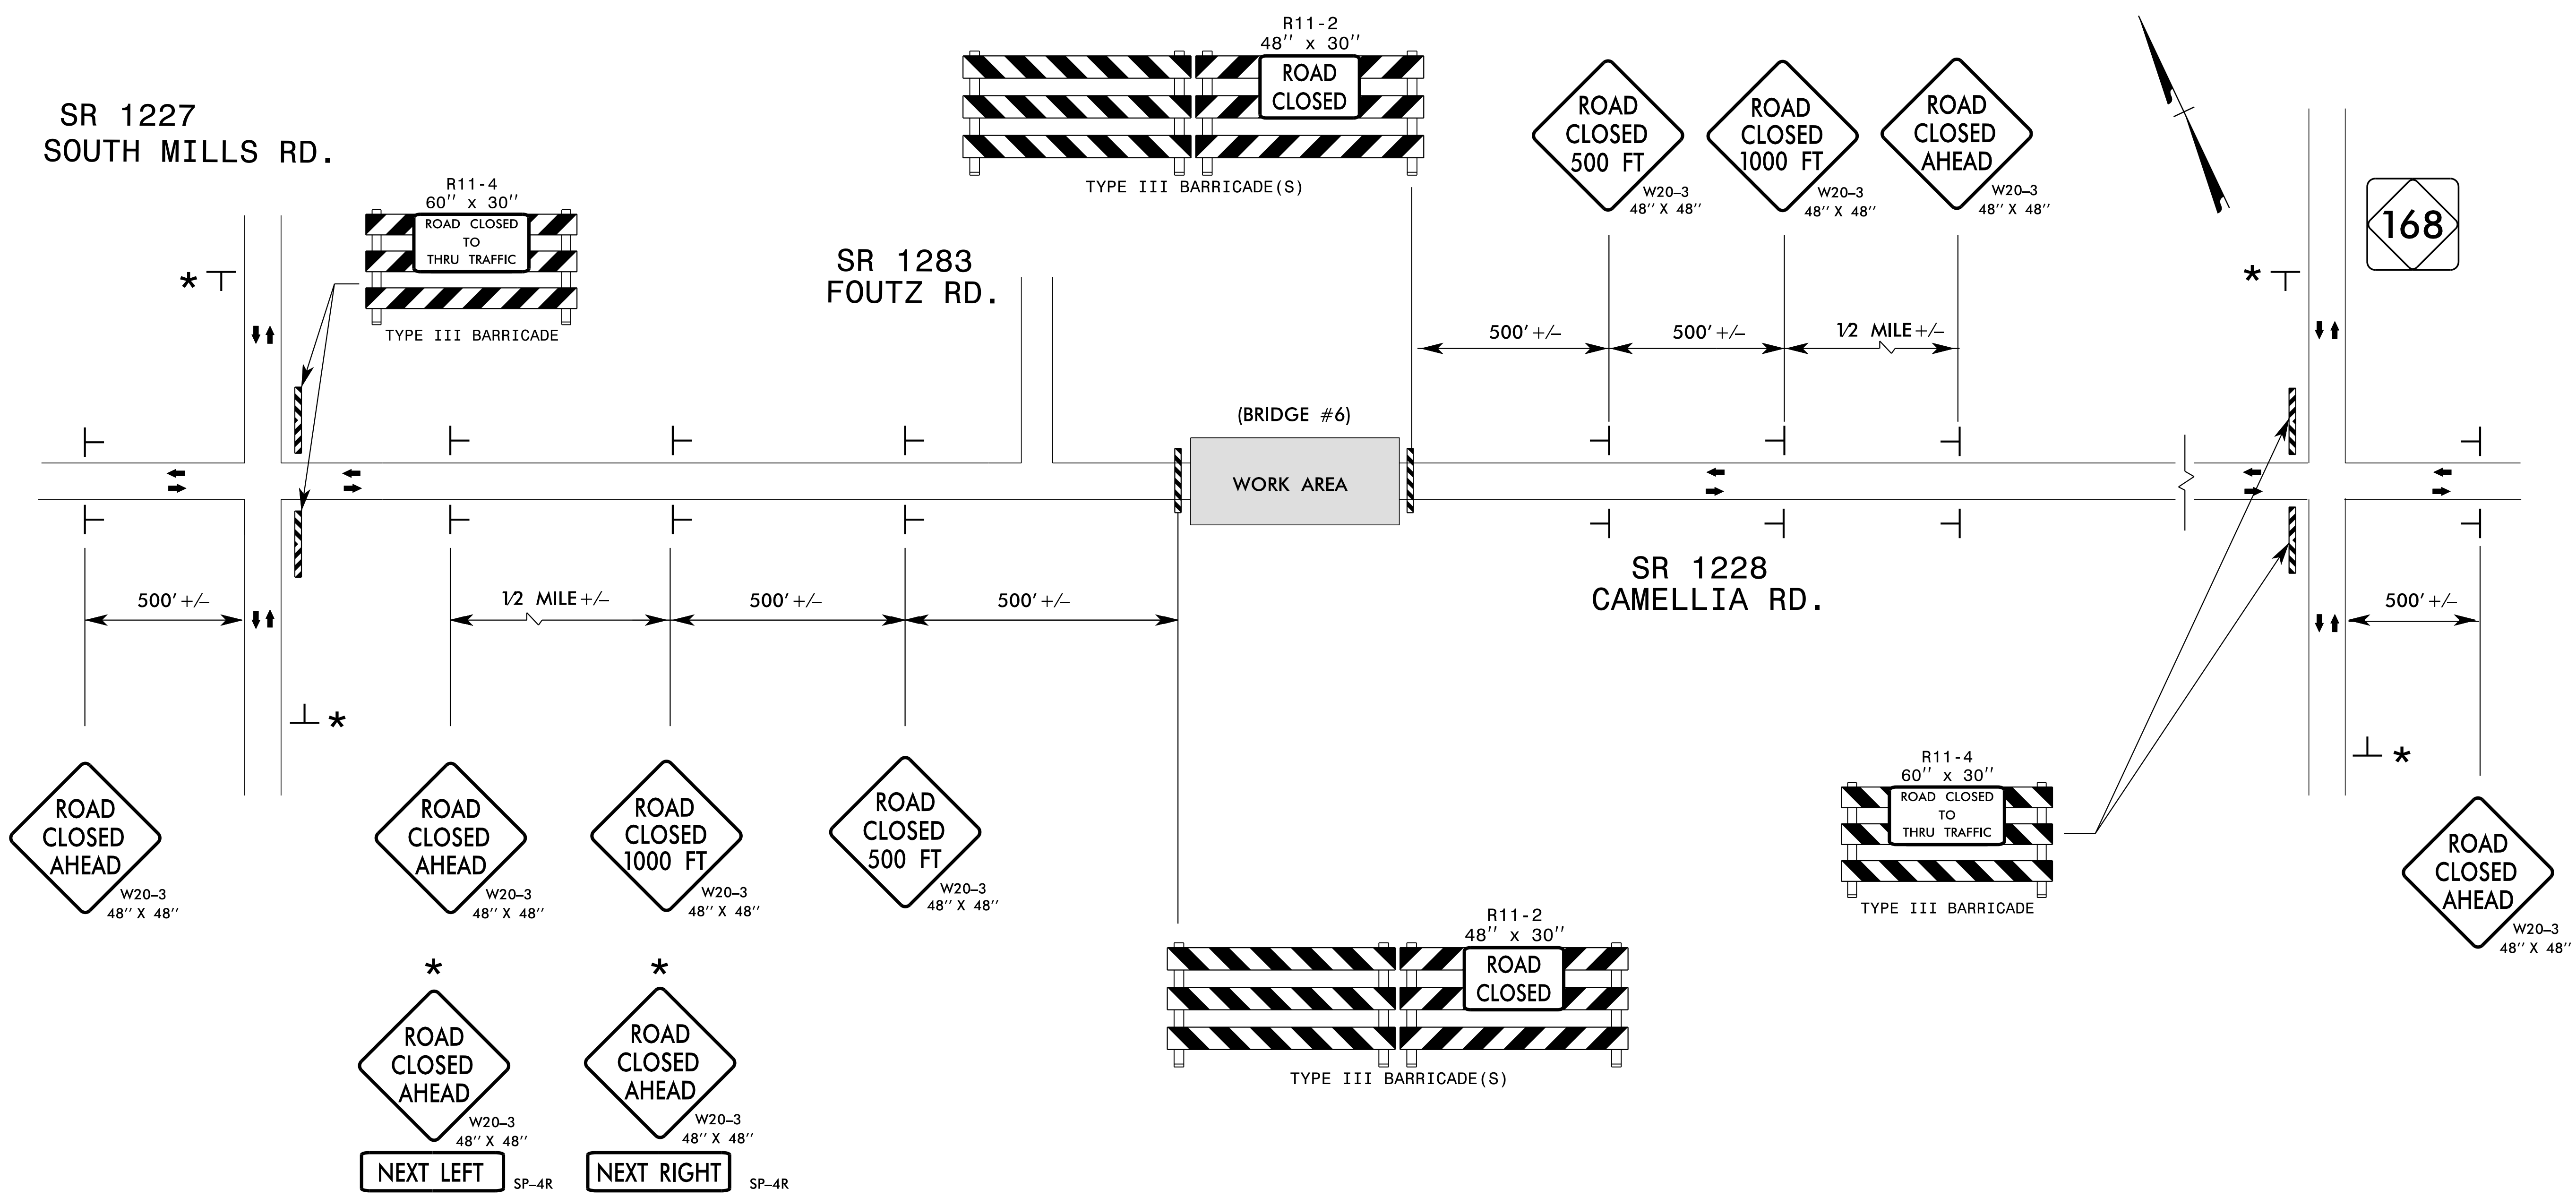 SR 1227
SOUTH MILLS RD.
R11-4
60'' x 30''
ROAD CLOSED
TO
THRU TRAFFIC
TYPE III BARRICADE
*
SR 1283
FOUTZ RD.
R11-2
48'' x 30''
ROAD
CLOSED
TYPE III BARRICADE(S)
ROAD
CLOSED
500 FT
W20–3
48'' X 48''
ROAD
CLOSED
1000 FT
W20–3
48'' X 48''
ROAD
CLOSED
AHEAD
W20–3
48'' X 48''
168
*
500' +/–
500' +/–
1/2 MILE +/–
(BRIDGE #6)
WORK AREA
SR 1228
CAMELLIA RD.
500' +/–
1/2 MILE +/–
500' +/–
500' +/–
500' +/–
*
*
ROAD
CLOSED
AHEAD
W20–3
48'' X 48''
ROAD
CLOSED
AHEAD
W20–3
48'' X 48''
ROAD
CLOSED
1000 FT
W20–3
48'' X 48''
ROAD
CLOSED
500 FT
W20–3
48'' X 48''
R11-4
60'' x 30''
ROAD CLOSED
TO
THRU TRAFFIC
TYPE III BARRICADE
ROAD
CLOSED
AHEAD
W20–3
48'' X 48''
R11-2
48'' x 30''
ROAD
CLOSED
TYPE III BARRICADE(S)
*
ROAD
CLOSED
AHEAD
W20–3
48'' X 48''
NEXT LEFT
SP–4R
*
ROAD
CLOSED
AHEAD
W20–3
48'' X 48''
NEXT RIGHT
SP–4R